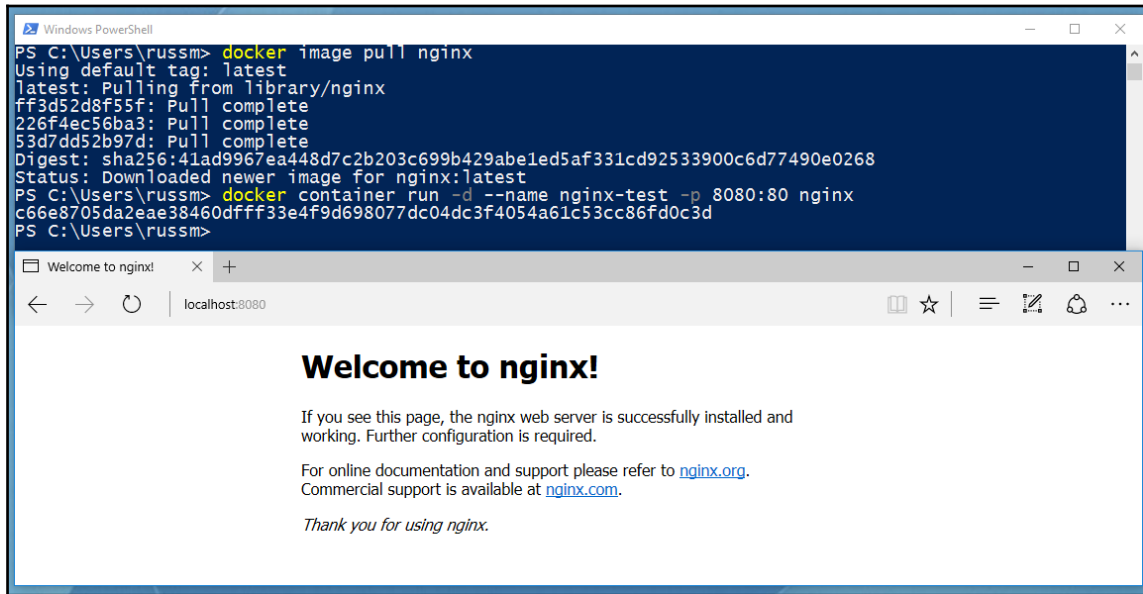 Windows PowerShell
PS C:\Users\russm> docker image pull nginx
Using default tag: latest
latest: Pulling from library/nginx
ff3d52d8f55f: Pull complete
226f4ec56ba3: Pull complete
53d7dd52b97d: Pull complete
Digest: sha256:41ad9967ea448d7c2b203c699b429abe1ed5af331cd92533900c6d77490e0268
Status: Downloaded newer image for nginx:latest
PS C:\Users\russm> docker container run -d --name nginx-test -p 8080:80 nginx
c66e8705da2eae38460dfff33e4f9d698077dc04dc3f4054a61c53cc86fd0c3d
PS C:\Users\russm>
Welcome to nginx!
localhost:8080
Welcome to nginx!
If you see this page, the nginx web server is successfully installed and
working. Further configuration is required.
For online documentation and support please refer to nginx.org.
Commercial support is available at nginx.com.
Thank you for using nginx.